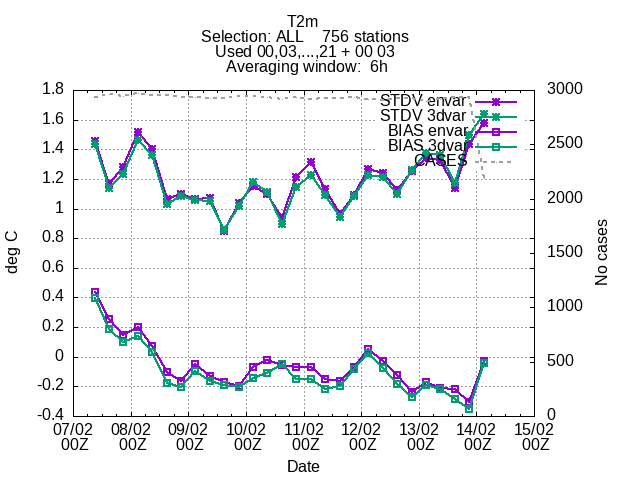 T2m
Selection: ALL    756 stations
Used 00,03,...,21 + 00 03
Averaging window:  6h
STDV envar
STDV 3dvar
BIAS envar
BIAS 3dvar
CASES
1.8
1.6
1.4
1.2
1
0.8
0.6
0.4
0.2
0
-0.2
-0.4
deg C
3000
2500
2000
1500
1000
500
0
No cases
07/02 08/02 09/02 10/02 11/02 12/02 13/02 14/02 15/02
00Z 00Z 00Z 00Z 00Z 00Z 00Z 00Z 00Z
Date